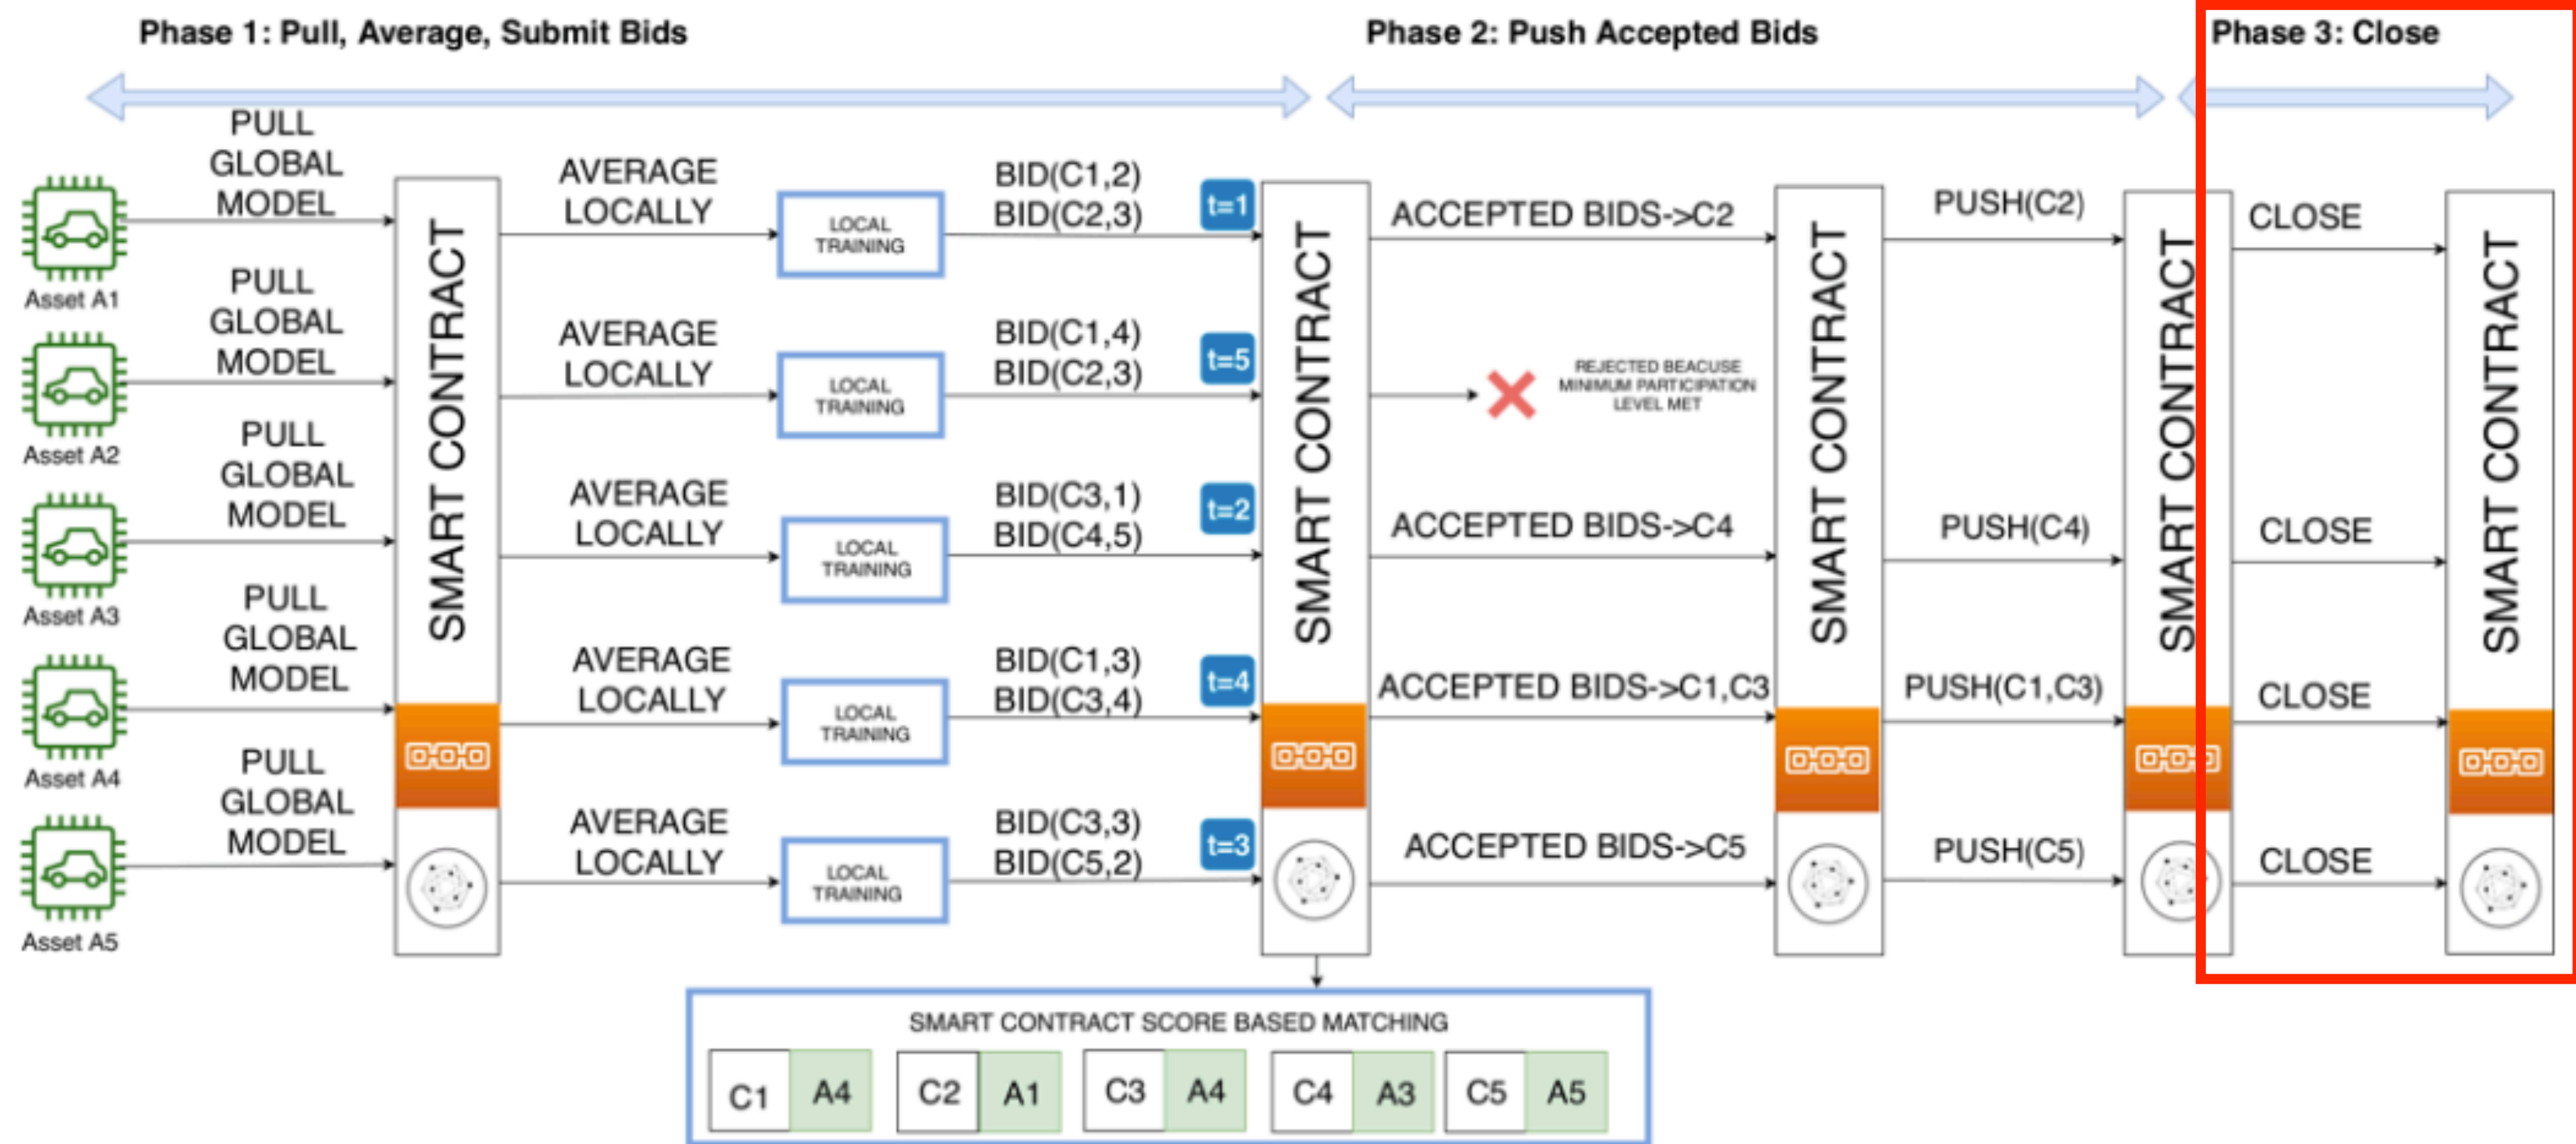 Phase 1: Pull, Average, Submit Bids
Phase 2: Push Accepted Bids
Phase 3: Close
PULL
GLOBAL
MODEL
Asset A1
AVERAGE
LOCALLY
LOCAL
TRAINING
BID(C1,2)
BID(C2,3)
t=1
ACCEPTED BIDS->C2
PUSH(C2)
CLOSE
PULL
GLOBAL
MODEL
Asset A2
AVERAGE
LOCALLY
LOCAL
TRAINING
BID(C1,4)
BID(C2,3)
t=5
REJECTED BEACUSE
MINIMUM PARTICIPATION
LEVEL MET
PULL
GLOBAL
MODEL
Asset A3
AVERAGE
LOCALLY
LOCAL
TRAINING
BID(C3,1)
BID(C4,5)
t=2
ACCEPTED BIDS->C4
PUSH(C4)
CLOSE
PULL
GLOBAL
MODEL
Asset A4
AVERAGE
LOCALLY
LOCAL
TRAINING
BID(C1,3)
BID(C3,4)
t=4
ACCEPTED BIDS->C1,C3
PUSH(C1,C3)
CLOSE
PULL
GLOBAL
MODEL
Asset A5
AVERAGE
LOCALLY
LOCAL
TRAINING
BID(C3,3)
BID(C5,2)
t=3
ACCEPTED BIDS->C5
PUSH(C5)
CLOSE
SMART CONTRACT
SMART CONTRACT
SMART CONTRACT
SMART CONTRACT
SMART CONTRACT
SMART CONTRACT SCORE BASED MATCHING
C1 A4 C2 A1 C3 A4 C4 A3 C5 A5